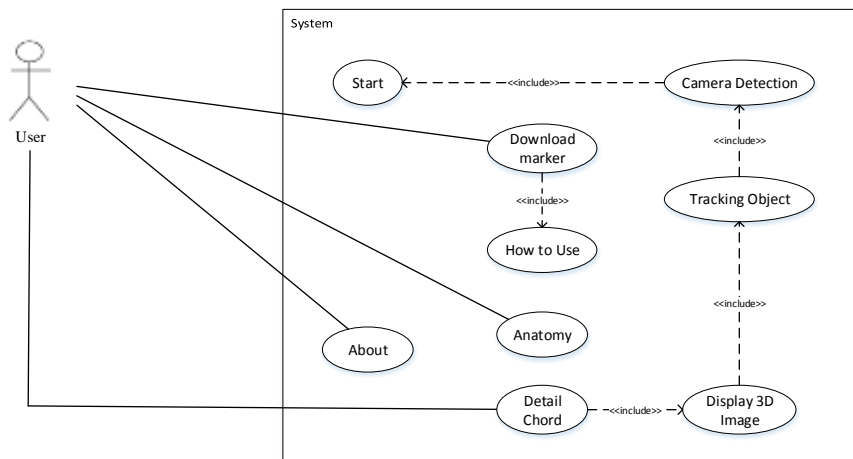 System
Start
<<include>>
Camera Detection
User
Download
marker
<<include>>
<<include>>
Tracking Object
How to Use
<<include>>
Anatomy
About
Detail
Chord
<<include>>
Display 3D
Image